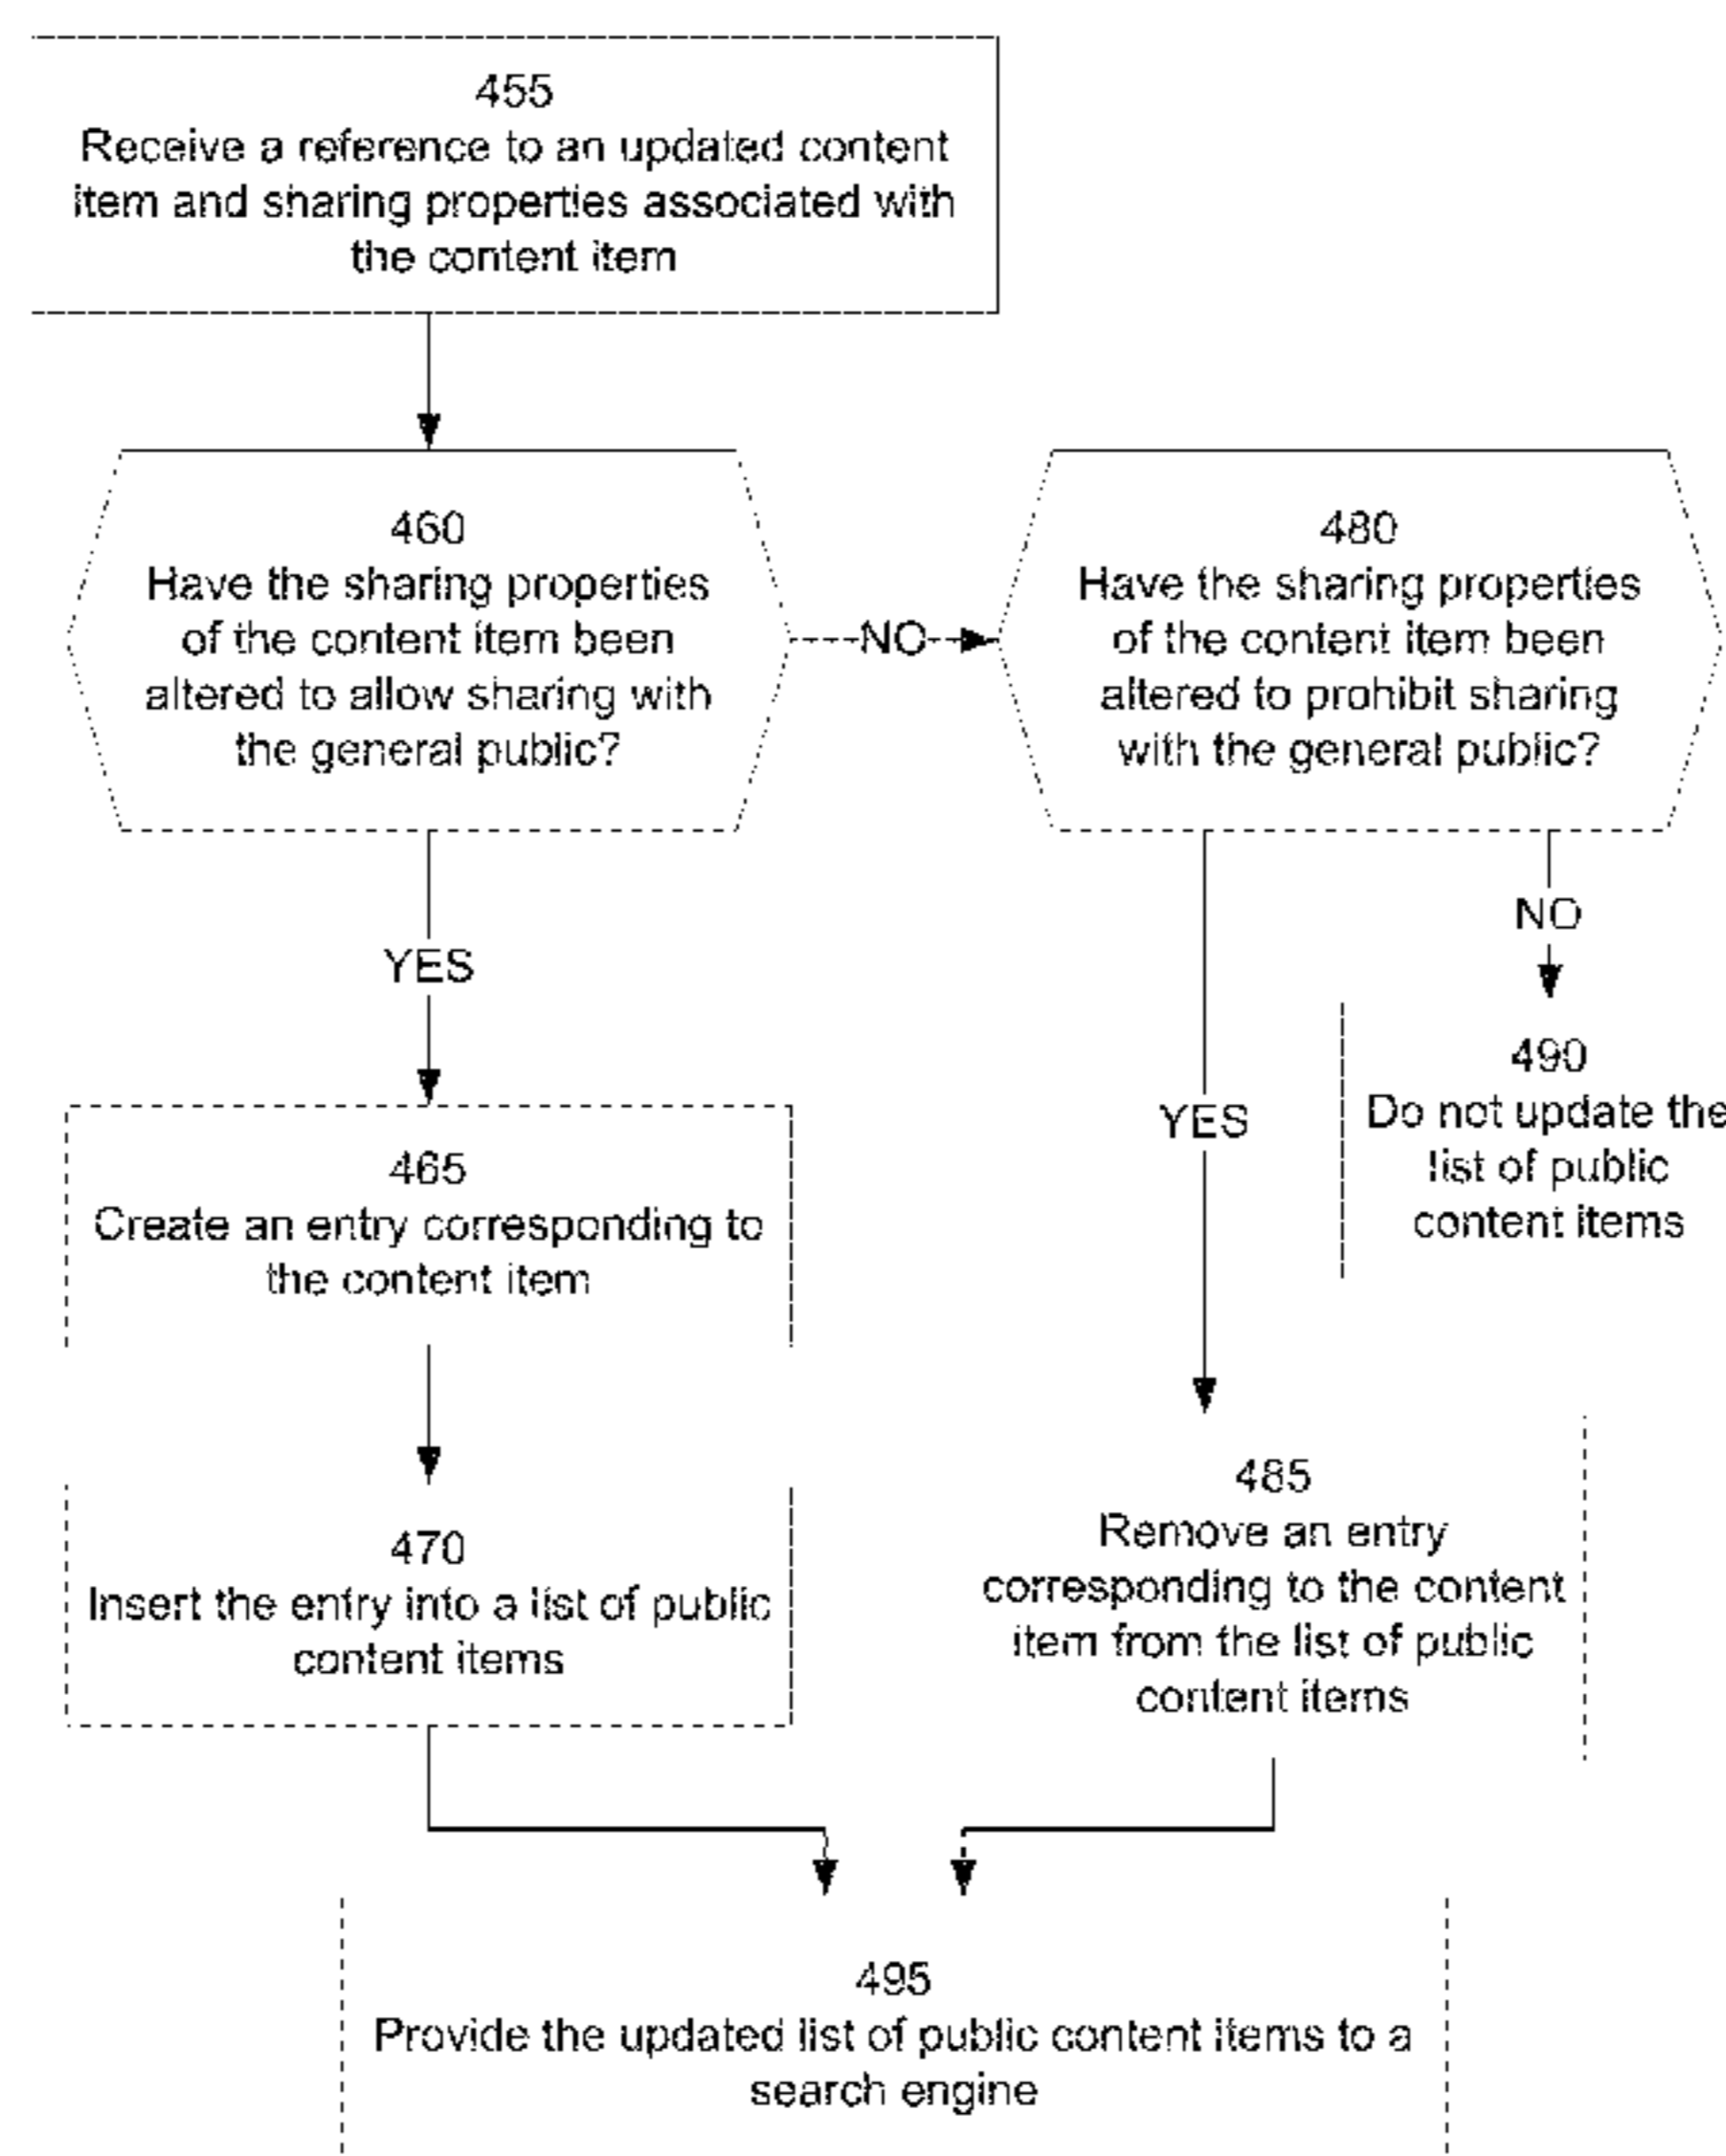 455
Receive a reference to an updated content
item and sharing properties associated with
the content item
460
Have the sharing properties
of the content item been
altered to allow sharing with
the general public?
NO
480
Have the sharing properties
of the content item been
altered to prohibit sharing
with the general public?
YES
NO
490
Do not update the
list of public
content items
YES
465
Create an entry corresponding to
the content item
470
Insert the entry into a list of public
content items
485
Remove an entry
corresponding to the content
item from the list of public
content items
495
Provide the updated list of public content items to a
search engine